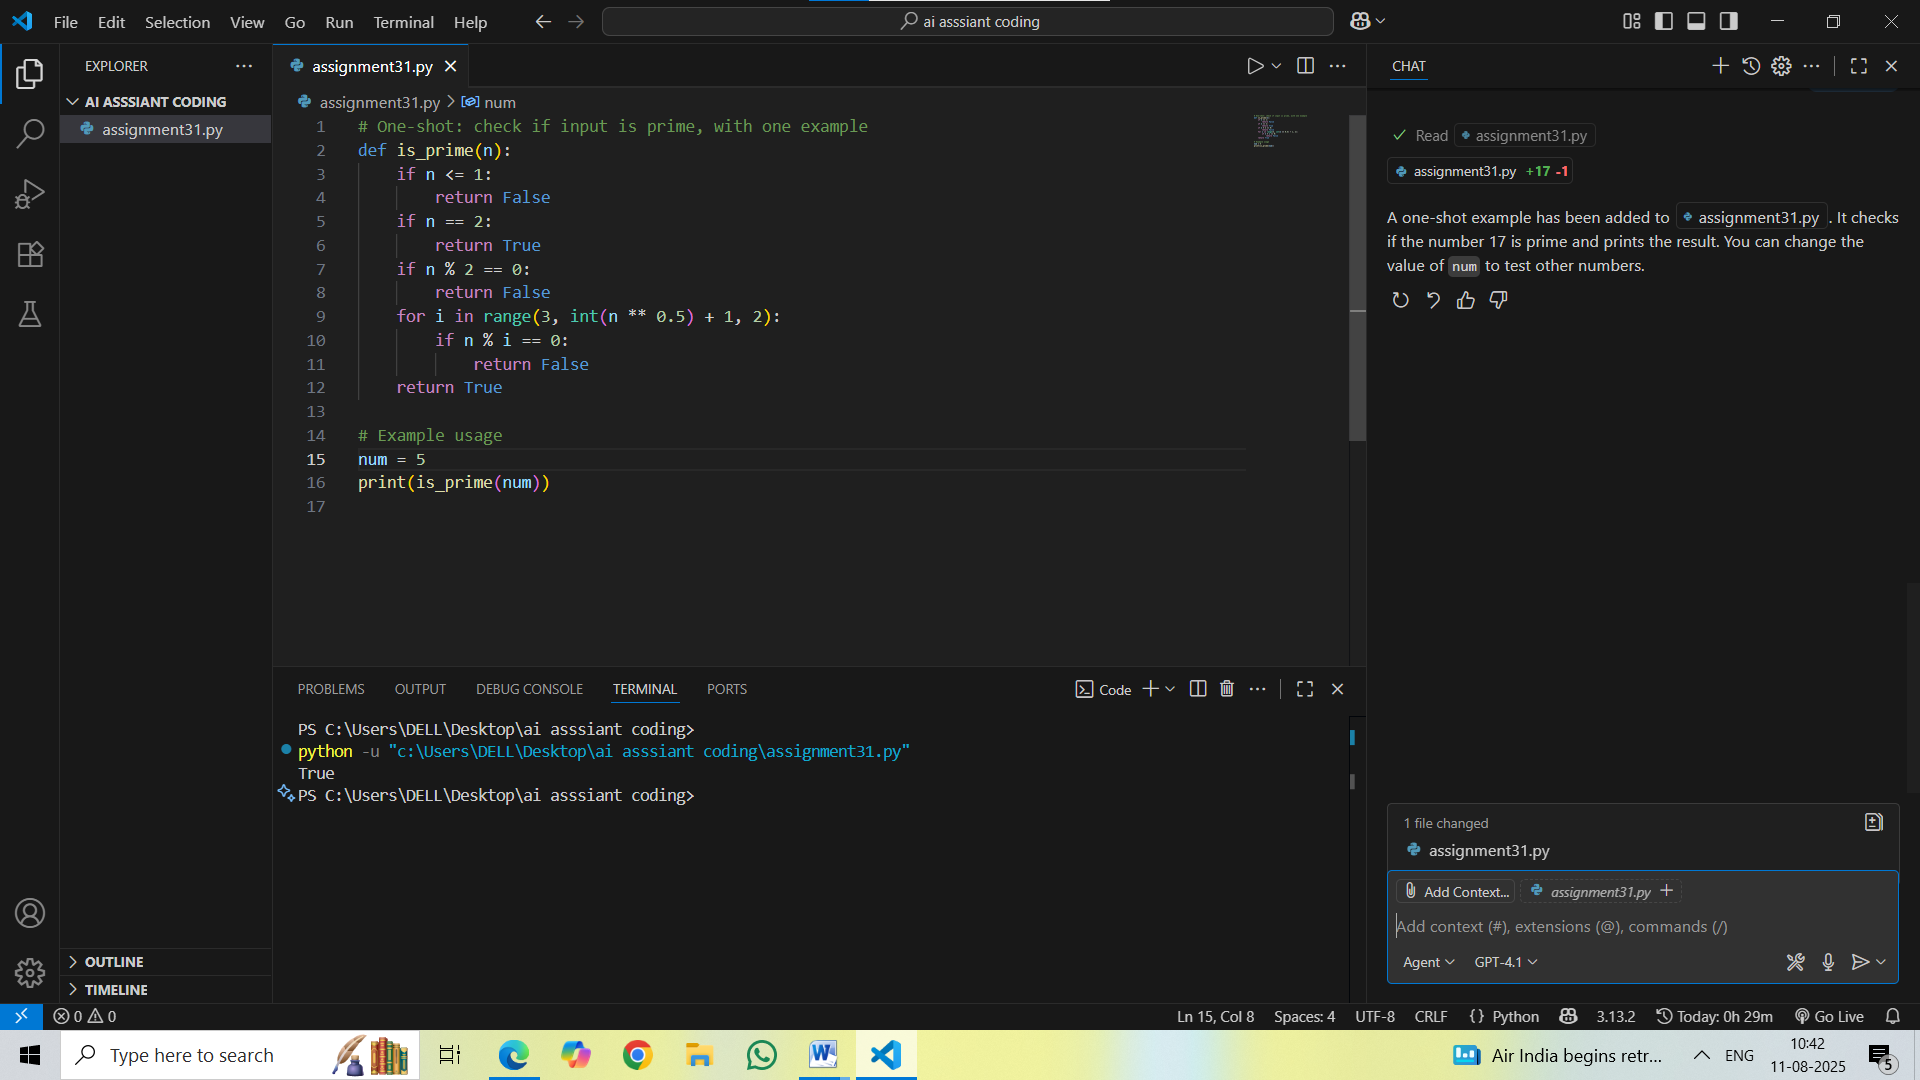 File Edit Selection View Go Run Terminal Help
ai asssiant coding
EXPLORER
AI ASSSIANT CODING
assignment31.py
OUTLINE
TIMELINE
assignment31.py
assignment31.py > num
1 # One-shot: check if input is prime, with one example
2 def is_prime(n):
3 if n <= 1:
4 return False
5 if n == 2:
6 return True
7 if n % 2 == 0:
8 return False
9 for i in range(3, int(n ** 0.5) + 1, 2):
10 if n % i == 0:
11 return False
12 return True
13
14 # Example usage
15 num = 5
16 print(is_prime(num))
17
PROBLEMS OUTPUT DEBUG CONSOLE TERMINAL PORTS
Code
PS C:\Users\DELL\Desktop\ai asssiant coding>
python -u "c:\Users\DELL\Desktop\ai asssiant coding\assignment31.py"
True
PS C:\Users\DELL\Desktop\ai asssiant coding>
CHAT
Read assignment31.py
assignment31.py +17 -1
A one-shot example has been added to assignment31.py . It checks
if the number 17 is prime and prints the result. You can change the
value of num to test other numbers.
1 file changed
assignment31.py
Add Context... assignment31.py
Add context (#), extensions (@), commands (/)
Agent GPT-4.1
0 0 Ln 15, Col 8 Spaces: 4 UTF-8 CRLF {} Python 3.13.2 Today: 0h 29m Go Live
Type here to search
Air India begins retr...
ENG
10:42
11-08-2025
5